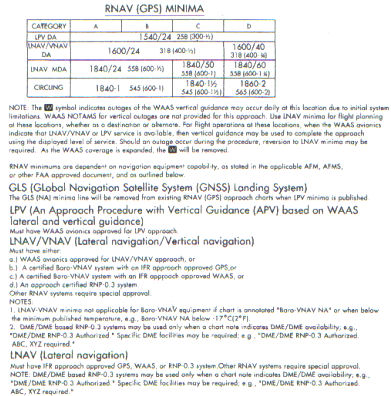 RNAV (GPS) MINIMA
CATEGORY A B C D
LPV DA 1540/24 258 (300-½)
LNAV/VNAV DA 1600/24 318 (400-½) 1600/40 318 (400-¾)
LNAV MDA 1840/24 558 (600-½) 1840/50 558 (600-1) 1840/60 558 (600-1¼)
CIRCLING 1840-1 545 (600-1) 1840-1½ 545 (600-1½) 1860-2 565 (600-2)
NOTE: The W symbol indicates outages of the WAAS vertical guidance may occur daily at this location due to initial system
limitations. WAAS NOTAMS for vertical outages are not provided for this approach. Use LNAV minima for flight planning
at these locations, whether as a destination or alternate. For flight operations at these locations, when the WAAS avionics
indicate that LNAV/VNAV or LPV service is available, then vertical guidance may be used to complete the approach
using the displayed level of service. Should an outage occur during the procedure, reversion to LNAV minima may be
required. As the WAAS coverage is expanded, the W will be removed.
RNAV minimums are dependent on navigation equipment capability, as stated in the applicable AFM, AFMS,
or other FAA approved document, and as outlined below.
GLS (GLobal Navigation Satellite System (GNSS) Landing System)
The GLS (NA) minima line will be removed from existing RNAV (GPS) approach charts when LPV minima is published.
LPV (An Approach Procedure with Vertical Guidance (APV) based on WAAS
lateral and vertical guidance)
Must have WAAS avionics approved for LPV approach.
LNAV/VNAV (Lateral navigation/Vertical navigation)
Must have either:
a.) WAAS avionics approved for LNAV/VNAV approach, or
b.) A certified Baro-VNAV system with an IFR approach approved GPS,or
c.) A certified Baro-VNAV system with an IFR approach approved WAAS, or
d.) An approach certified RNP-0.3 system
Other RNAV systems require special approval.
NOTES:
1. LNAV-VNAV minima not applicable for Baro-VNAV equipment if chart is annotated "Baro-VNAV NA" or when below
the minimum published temperature, e.g., Baro-VNAV NA below -17°C(2°F).
2. DME/DME based RNP-0.3 systems may be used only when a chart note indicates DME/DME availability; e.g.,
"DME/DME RNP-0.3 Authorized." Specific DME facilities may be required; e.g., "DME/DME RNP-0.3 Authorized.
ABC, XYZ required."
LNAV (Lateral navigation)
Must have IFR approach approved GPS, WAAS, or RNP-0.3 system.Other RNAV systems require special approval.
NOTE: DME/DME based RNP-0.3 systems may be used only when a chart note indicates DME/DME availability; e.g.,
"DME/DME RNP-0.3 Authorized." Specific DME facilities may be required; e.g., "DME/DME RNP-0.3 Authorized.
ABC, XYZ required."